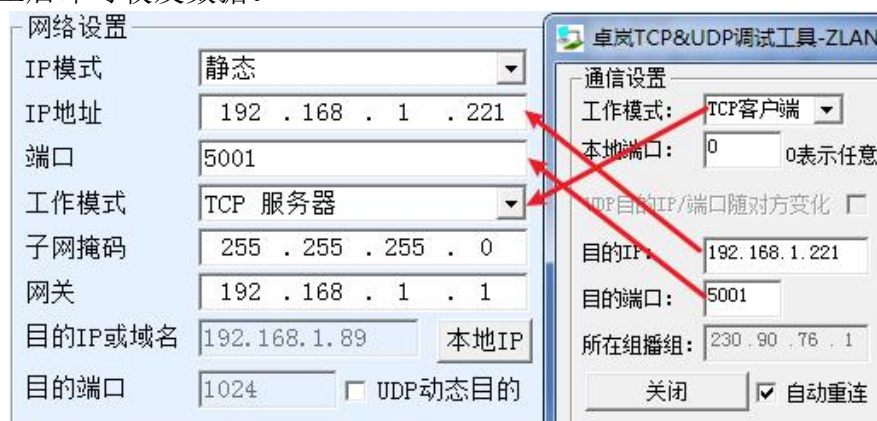 网络设置
IP模式 静态
IP地址 192 . 168 . 1 . 221
端口 5001
工作模式 TCP 服务器
子网掩码 255 . 255 . 255 . 0
网关 192 . 168 . 1 . 1
目的IP或域名 192.168.1.89 本地IP
目的端口 1024 UDP动态目的
卓岚TCP&UDP调试工具-ZLAN
通信设置
工作模式: TCP客户端
本地端口: 0 0表示任意
UDP目的IP/端口随对方变化
目的IP: 192.168.1.221
目的端口: 5001
所在组播组: 230 . 90 . 76 . 1
关闭 自动重连